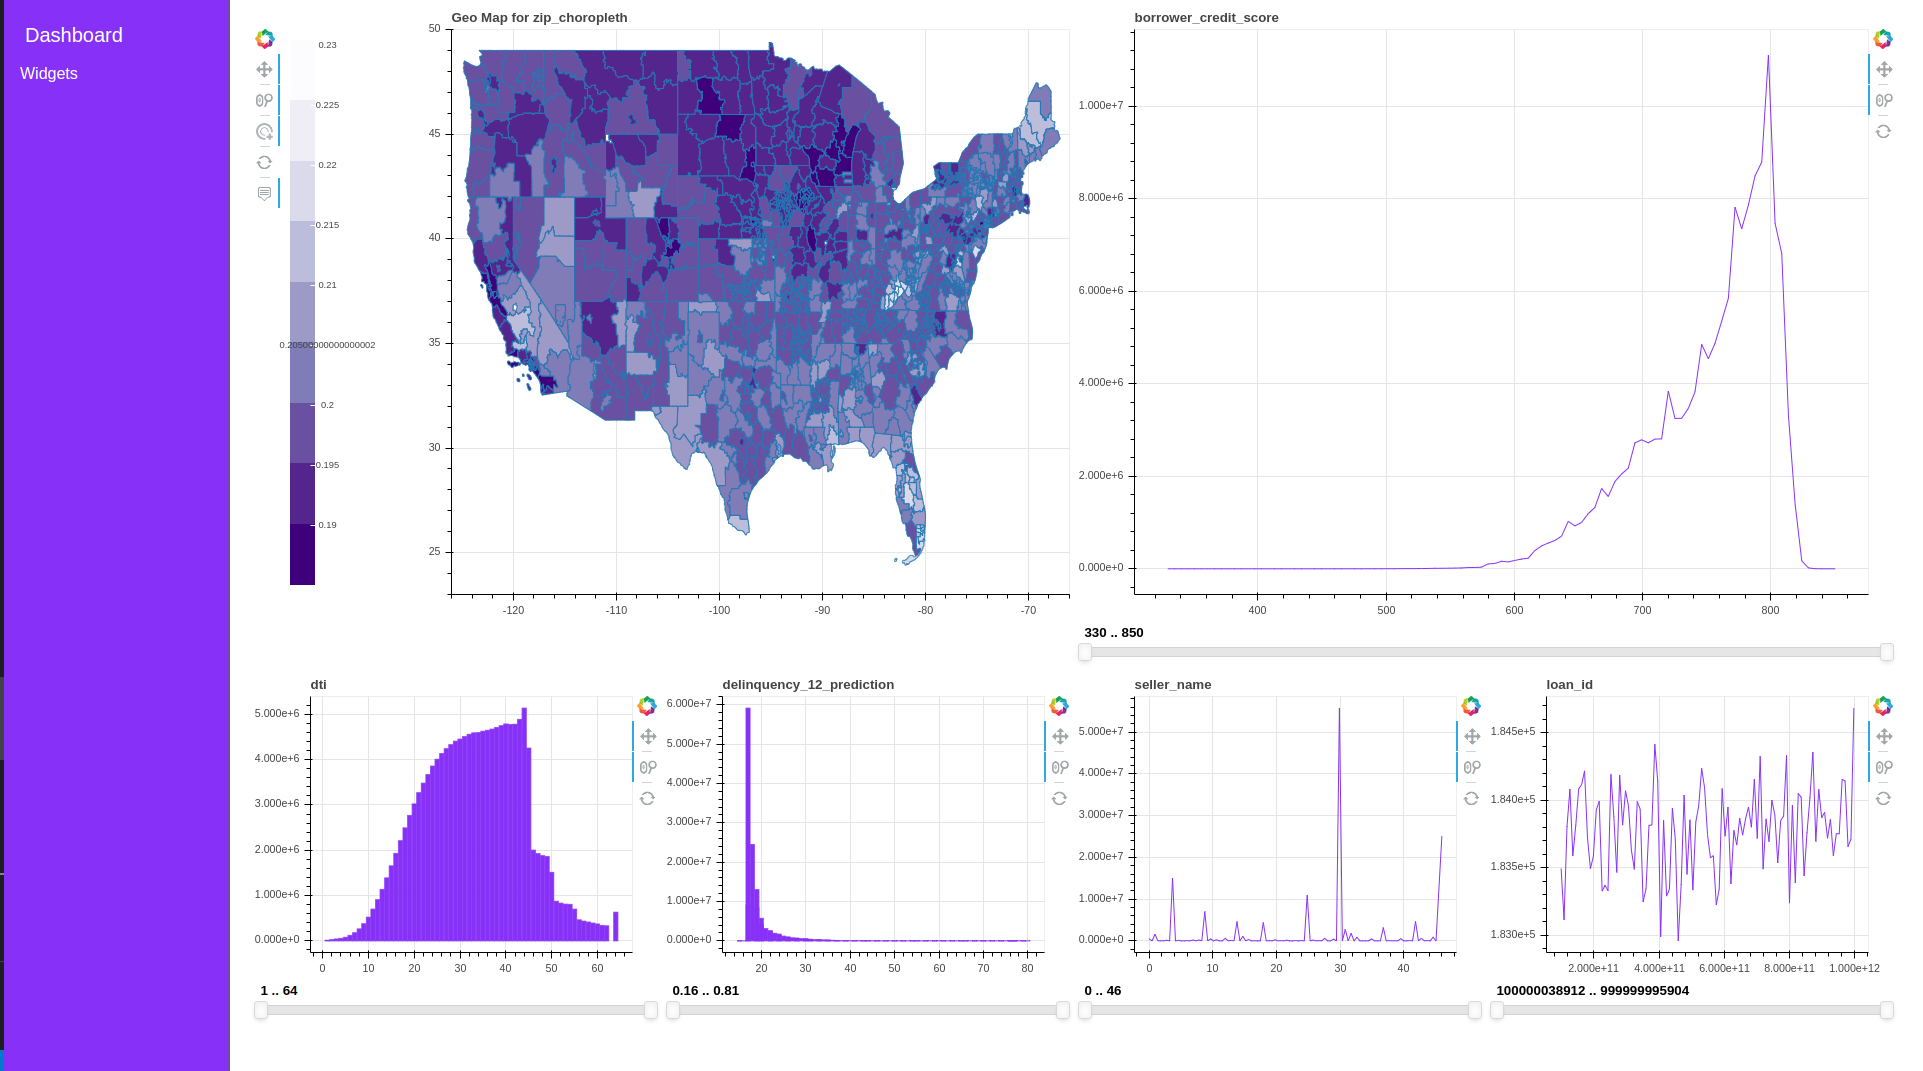 Dashboard
Widgets
0.23
0.225
0.22
0.215
0.21
0.20500000000000002
0.2
0.195
0.19
Geo Map for zip_choropleth
50
45
40
35
30
25
-120
-110
-100
-90
-80
-70
borrower_credit_score
1.000e+7
8.000e+6
6.000e+6
4.000e+6
2.000e+6
0.000e+0
400
500
600
700
800
330 .. 850
dti
5.000e+6
4.000e+6
3.000e+6
2.000e+6
1.000e+6
0.000e+0
0
10
20
30
40
50
60
1 .. 64
delinquency_12_prediction
6.000e+7
5.000e+7
4.000e+7
3.000e+7
2.000e+7
1.000e+7
0.000e+0
20
30
40
50
60
70
80
0.16 .. 0.81
seller_name
5.000e+7
4.000e+7
3.000e+7
2.000e+7
1.000e+7
0.000e+0
0
10
20
30
40
0 .. 46
loan_id
1.845e+5
1.840e+5
1.835e+5
1.830e+5
2.000e+11
4.000e+11
6.000e+11
8.000e+11
1.000e+12
100000038912 .. 999999995904